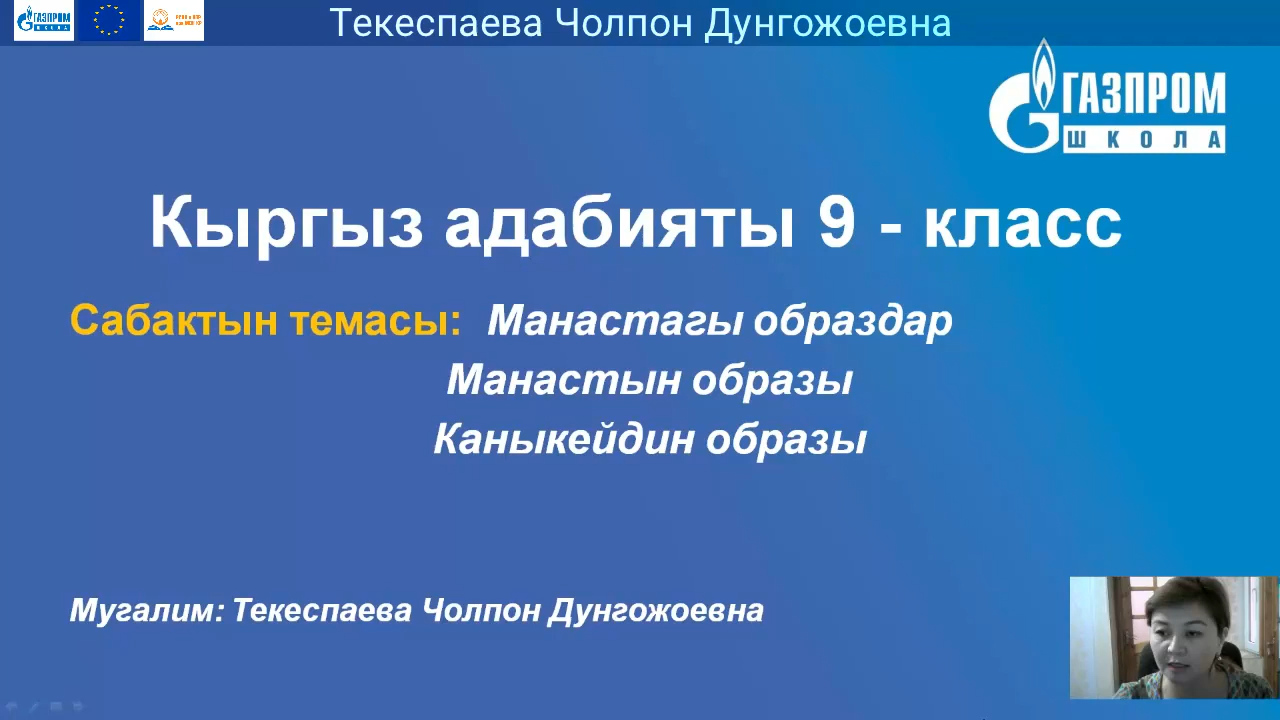 Текеспаева Чолпон Дунгожоевна
ГАЗПРОМ
ШКОЛА
Кыргыз адабияты 9 - класс
Сабактын темасы: Манастагы образдар
Манастын образы
Каныкейдин образы
Мугалим: Текеспаева Чолпон Дунгожоевна